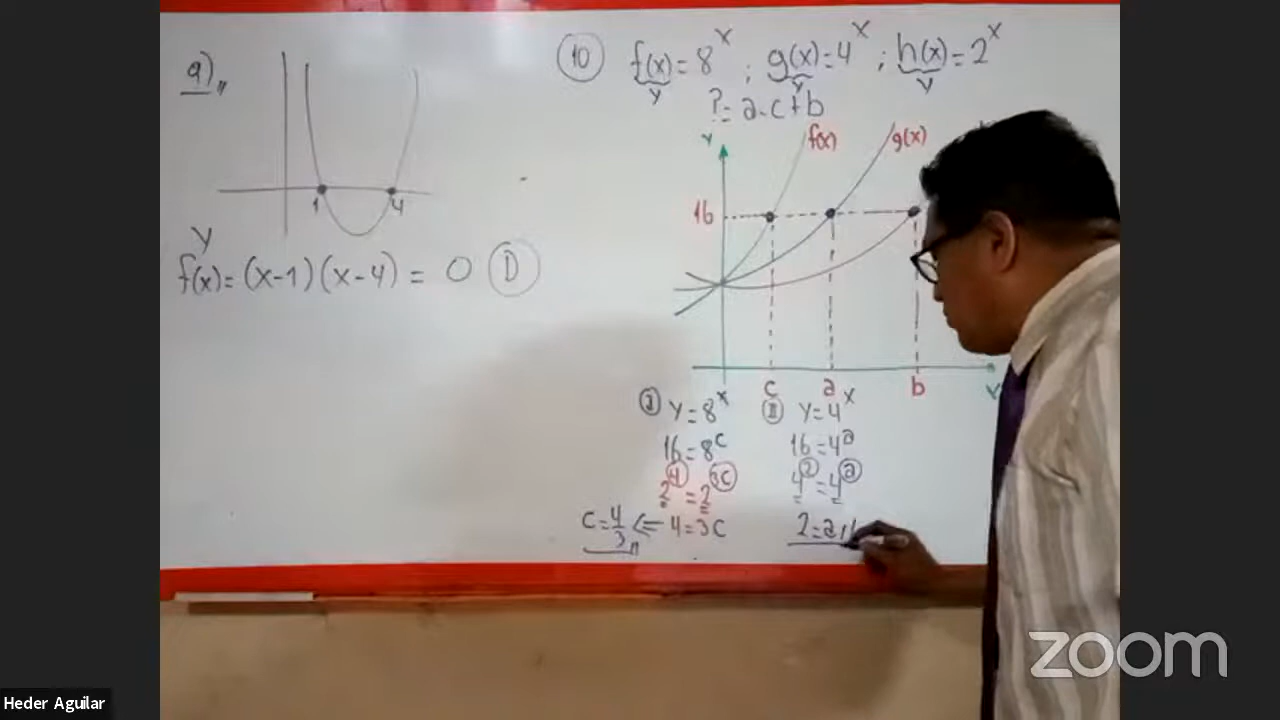 9)
1 4
y
f(x) = (x-1)(x-4) = 0 D
10 f(x) = 8^x ; g(x) = 4^x ; h(x) = 2^x
y y y
? = a.c+b
y f(x) g(x)
16
c a b x
I y = 8^x II y = 4^x
16 = 8^c 16 = 4^a
2^4 = 2^3c 4^2 = 4^a
c = 4/3 <= 4 = 3c 2 = a
zoom
Heder Aguilar